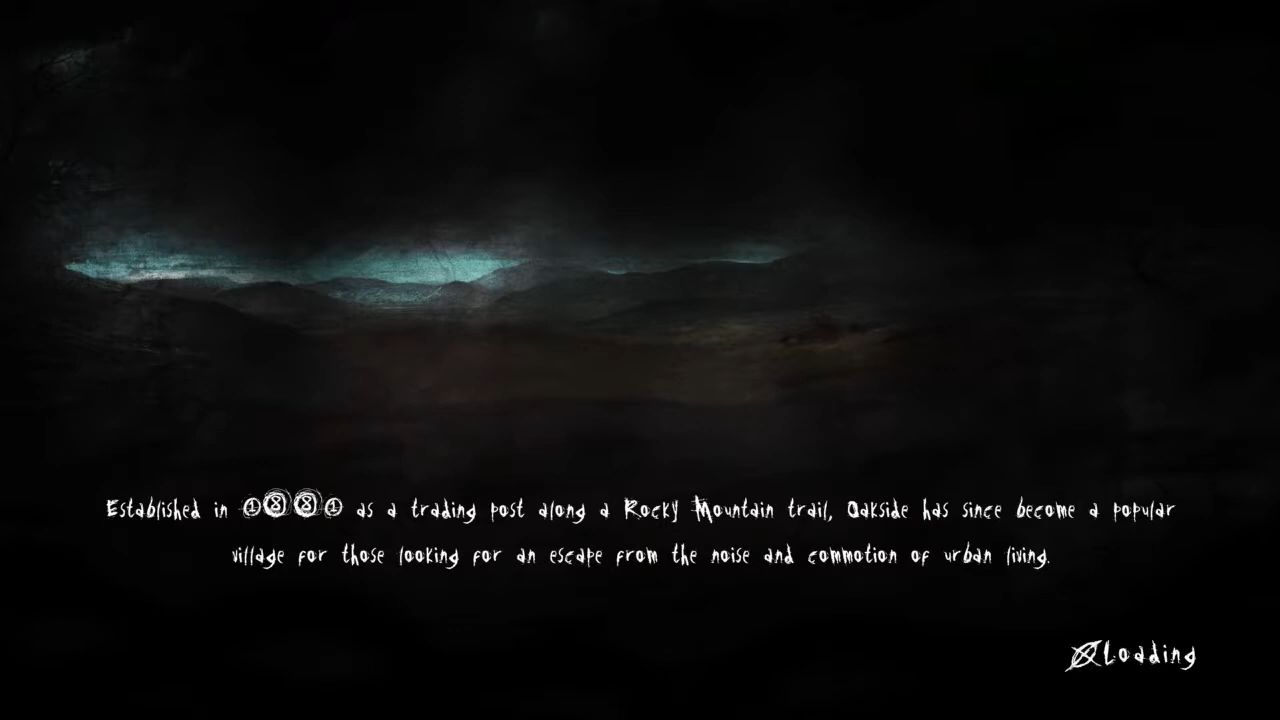 Established in 1881 as a trading post along a Rocky Mountain trail, Oakside has since become a popular
village for those looking for an escape from the noise and commotion of urban living.
Loading